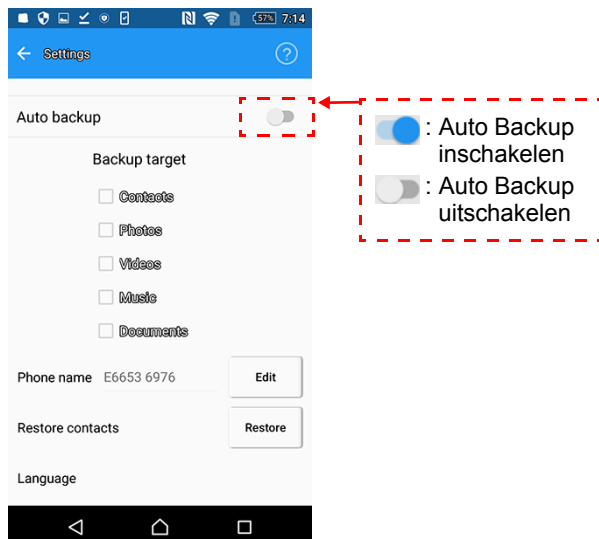 57% 7:14
Settings
?
Auto backup
Backup target
Contacts
Photos
Videos
Music
Documents
Phone name E6653 6976 Edit
Restore contacts Restore
Language
: Auto Backup
inschakelen
: Auto Backup
uitschakelen